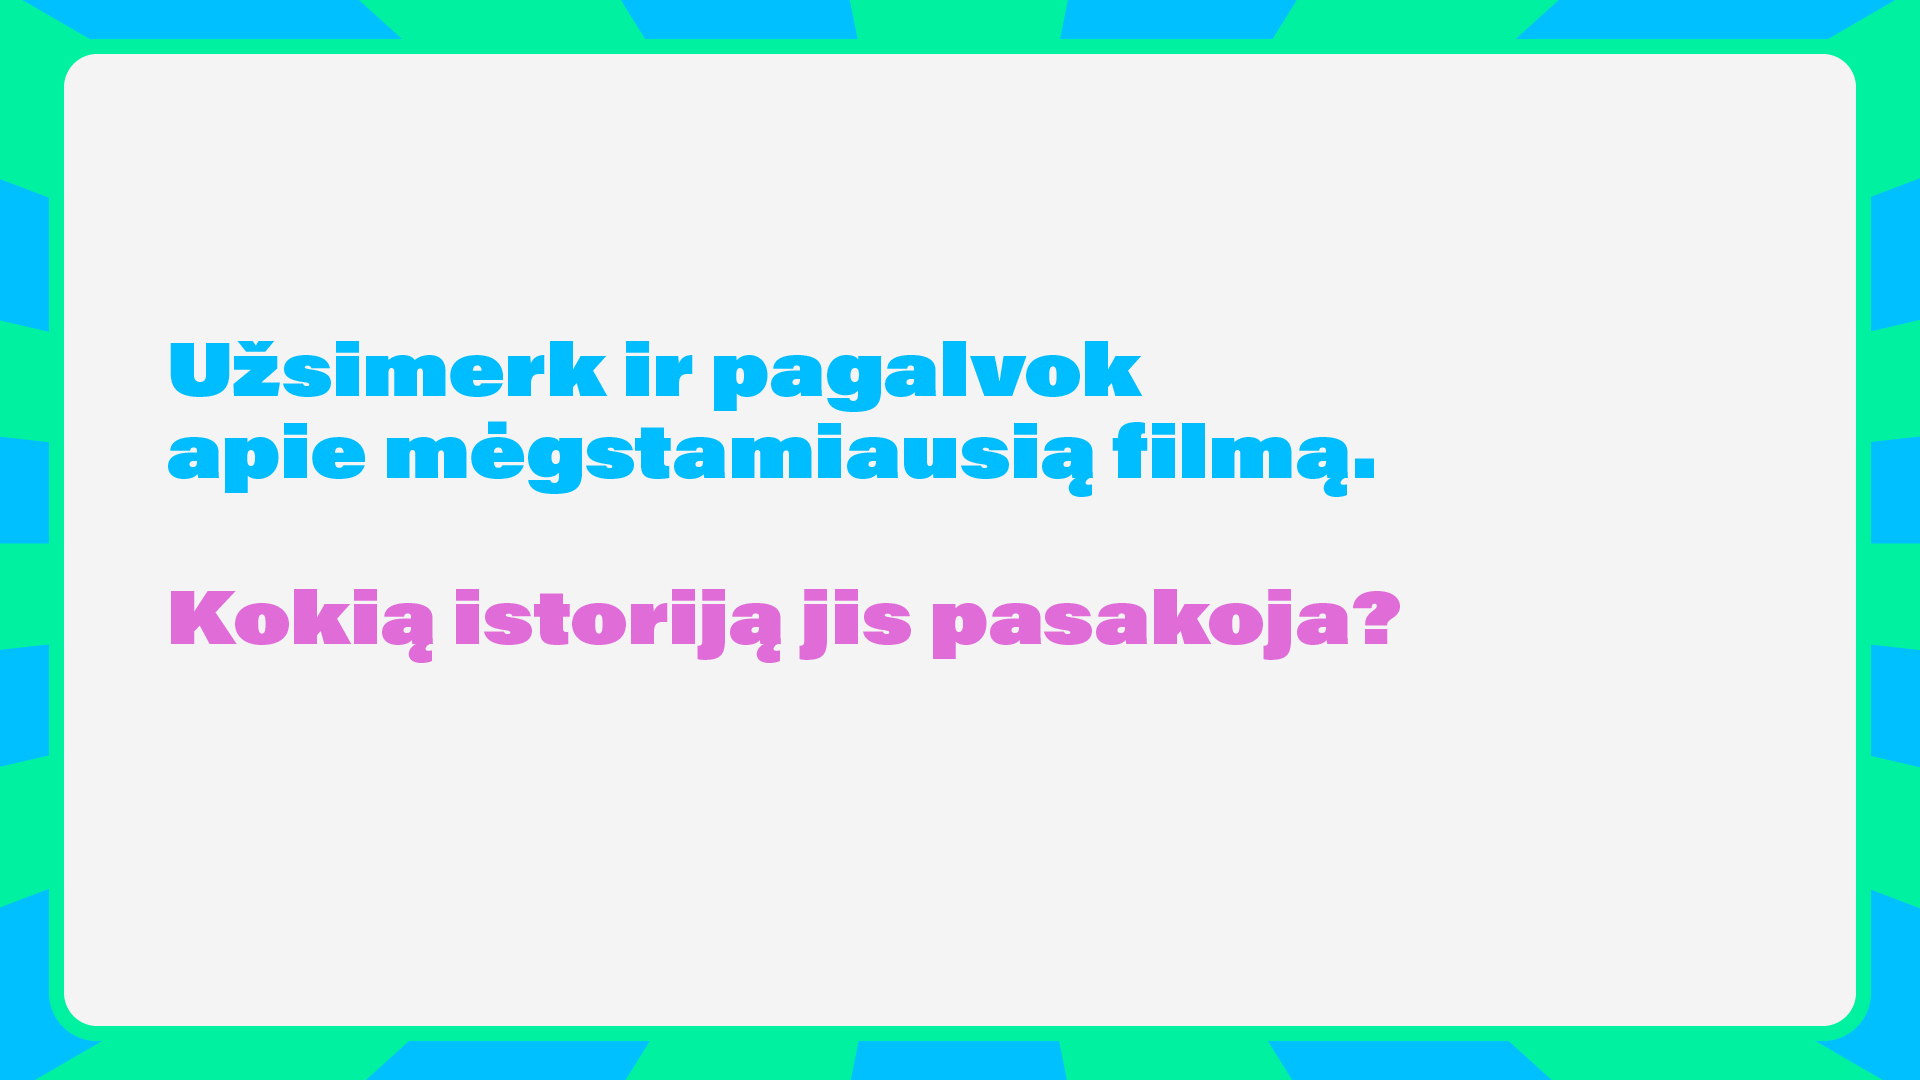 Užsimerk ir pagalvok
apie mėgstamiausią filmą.
Kokią istoriją jis pasakoja?